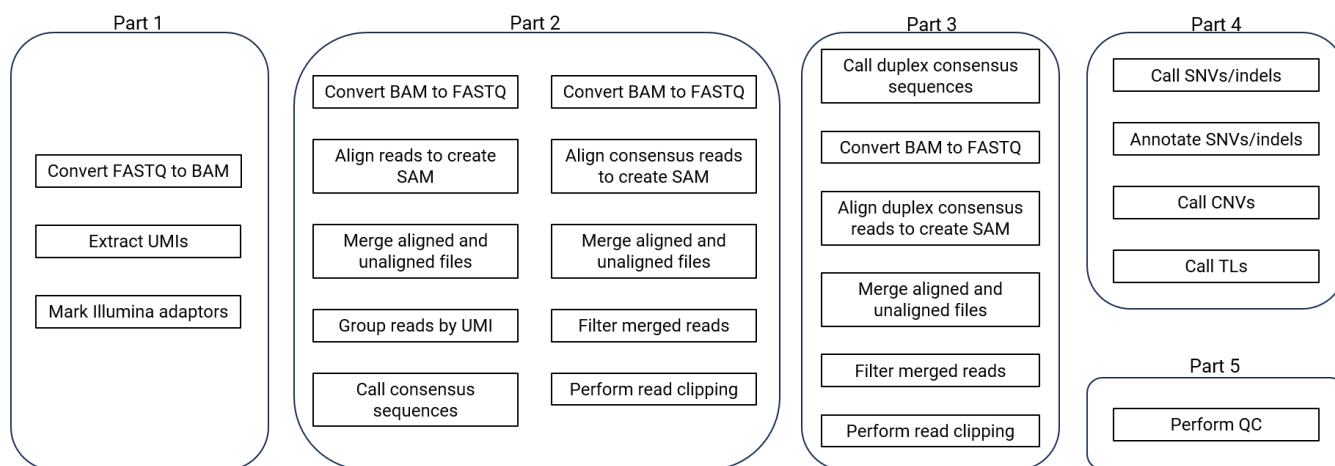 Part 1
Convert FASTQ to BAM
Extract UMIs
Mark Illumina adaptors
Part 2
Convert BAM to FASTQ
Align reads to create
SAM
Merge aligned and
unaligned files
Group reads by UMI
Call consensus
sequences
Convert BAM to FASTQ
Align consensus reads
to create SAM
Merge aligned and
unaligned files
Filter merged reads
Perform read clipping
Part 3
Call duplex consensus
sequences
Convert BAM to FASTQ
Align duplex consensus
reads to create SAM
Merge aligned and
unaligned files
Filter merged reads
Perform read clipping
Part 4
Call SNVs/indels
Annotate SNVs/indels
Call CNVs
Call TLs
Part 5
Perform QC